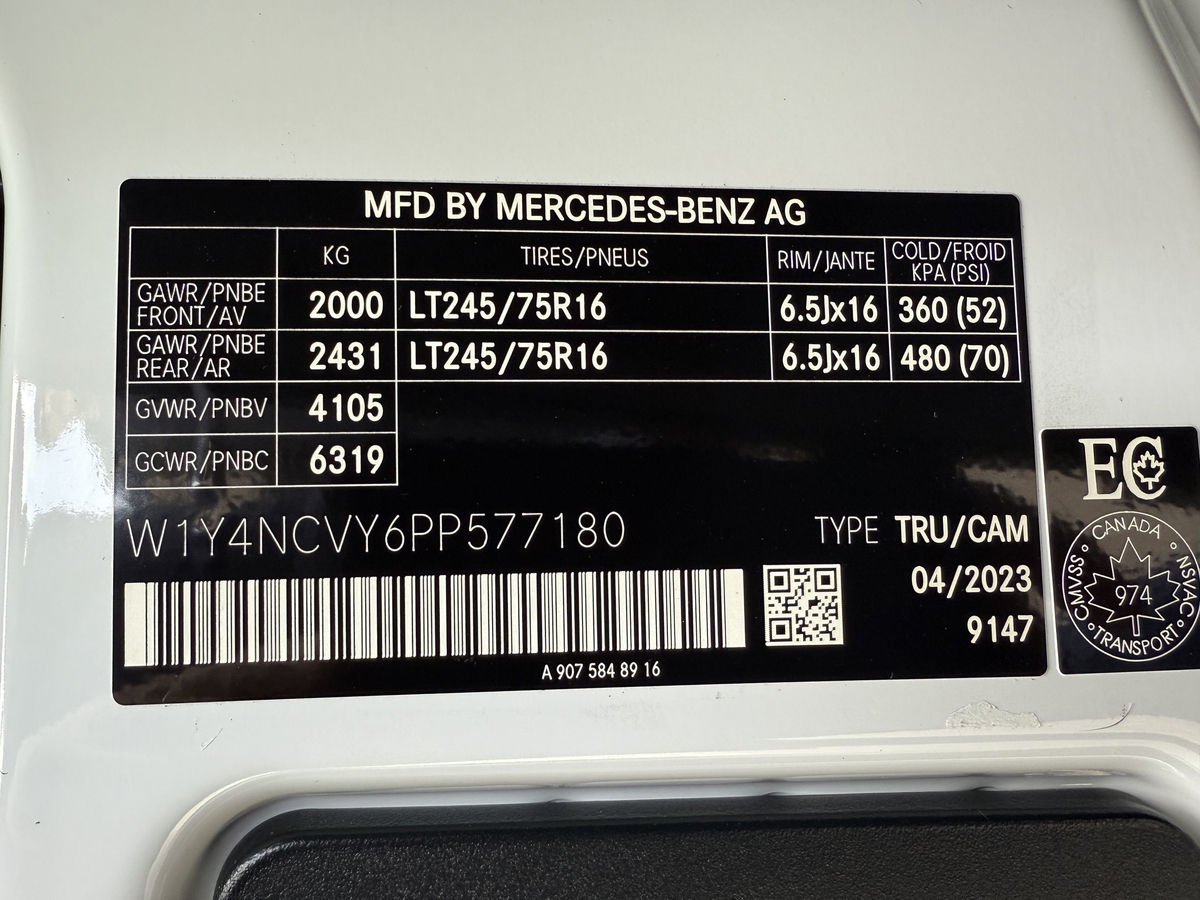 MFD BY MERCEDES-BENZ AG
KG TIRES/PNEUS RIM/JANTE COLD/FROID KPA (PSI)
GAWR/PNBE FRONT/AV 2000 LT245/75R16 6.5Jx16 360 (52)
GAWR/PNBE REAR/AR 2431 LT245/75R16 6.5Jx16 480 (70)
GVWR/PNBV 4105
GCWR/PNBC 6319
W1Y4NCVY6PP577180
TYPE TRU/CAM
04/2023
9147
A 907 584 89 16
EC
CANADA
CMVSS
974
NSVAC
TRANSPORT